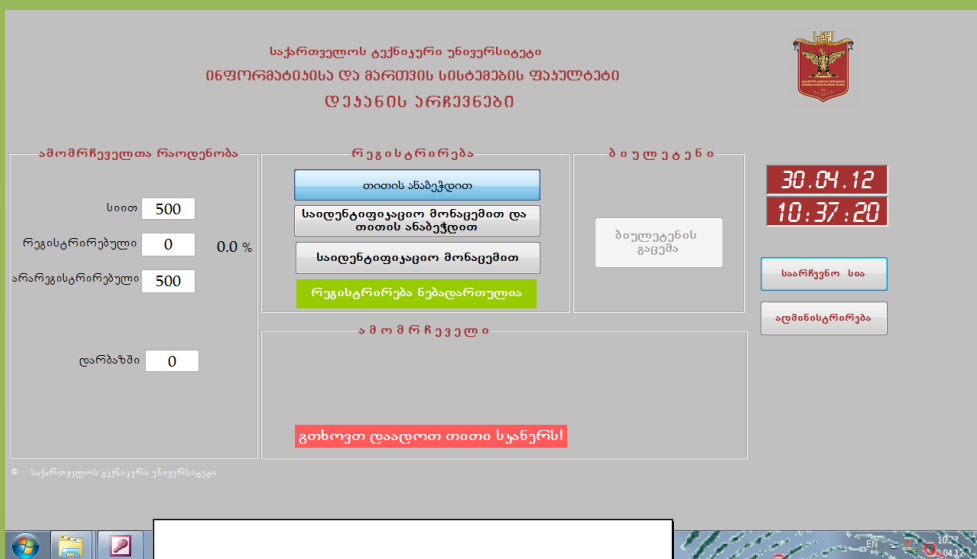 საქართველოს ტექნიკური უნივერსიტეტი
ინფორმატიკისა და მართვის სისტემების ფაკულტეტი
დეკანის არჩევნები
ამომრჩეველთა რაოდენობა
რეგისტრირება
ბიულეტენი
თითის ანაბეჭდით
30.04.12
სიით 500
საიდენტიფიკაციო მონაცემით და
თითის ანაბეჭდით
10:37:20
რეგისტრირებული 0 0.0 %
ბიულეტენის
გაცემა
საიდენტიფიკაციო მონაცემით
არარეგისტრირებული 500
საარჩევნო სია
რეგისტრირება ნებადართულია
ადმინისტრირება
ამომრჩეველი
დარბაზში 0
გთხოვთ დაადოთ თითი სკანერს!
© საქართველოს ტექნიკური უნივერსიტეტი
EN